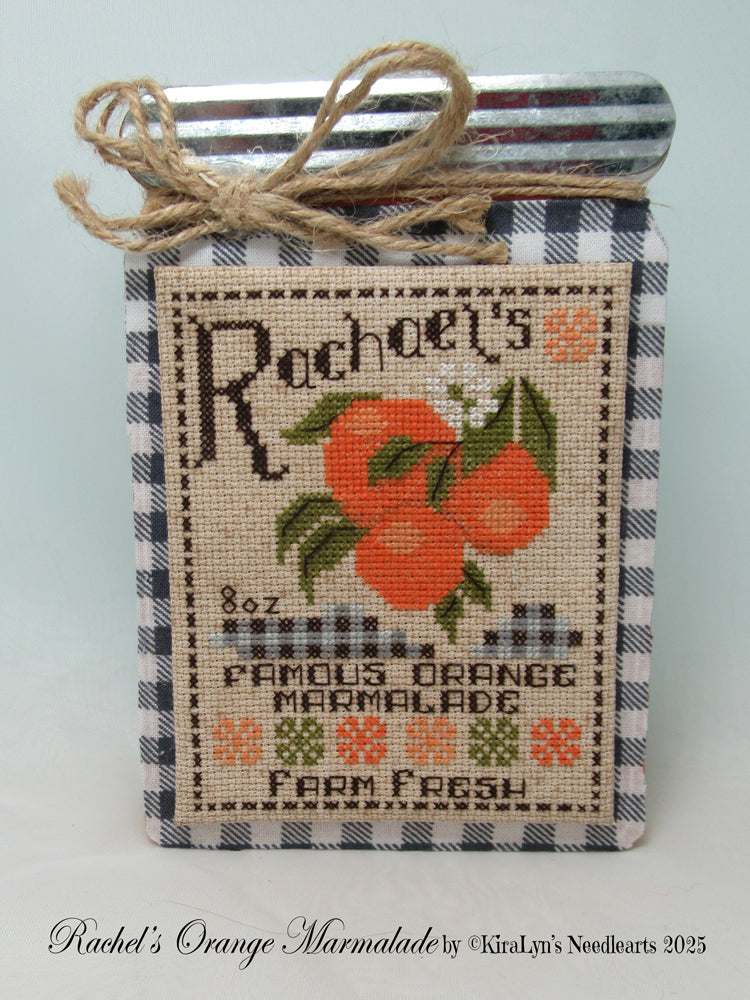 Rachael's
8oz
FAMOUS ORANGE
MARMALADE
FARM FRESH
Rachel's Orange Marmalade by ©KiraLyn's Needlearts 2025